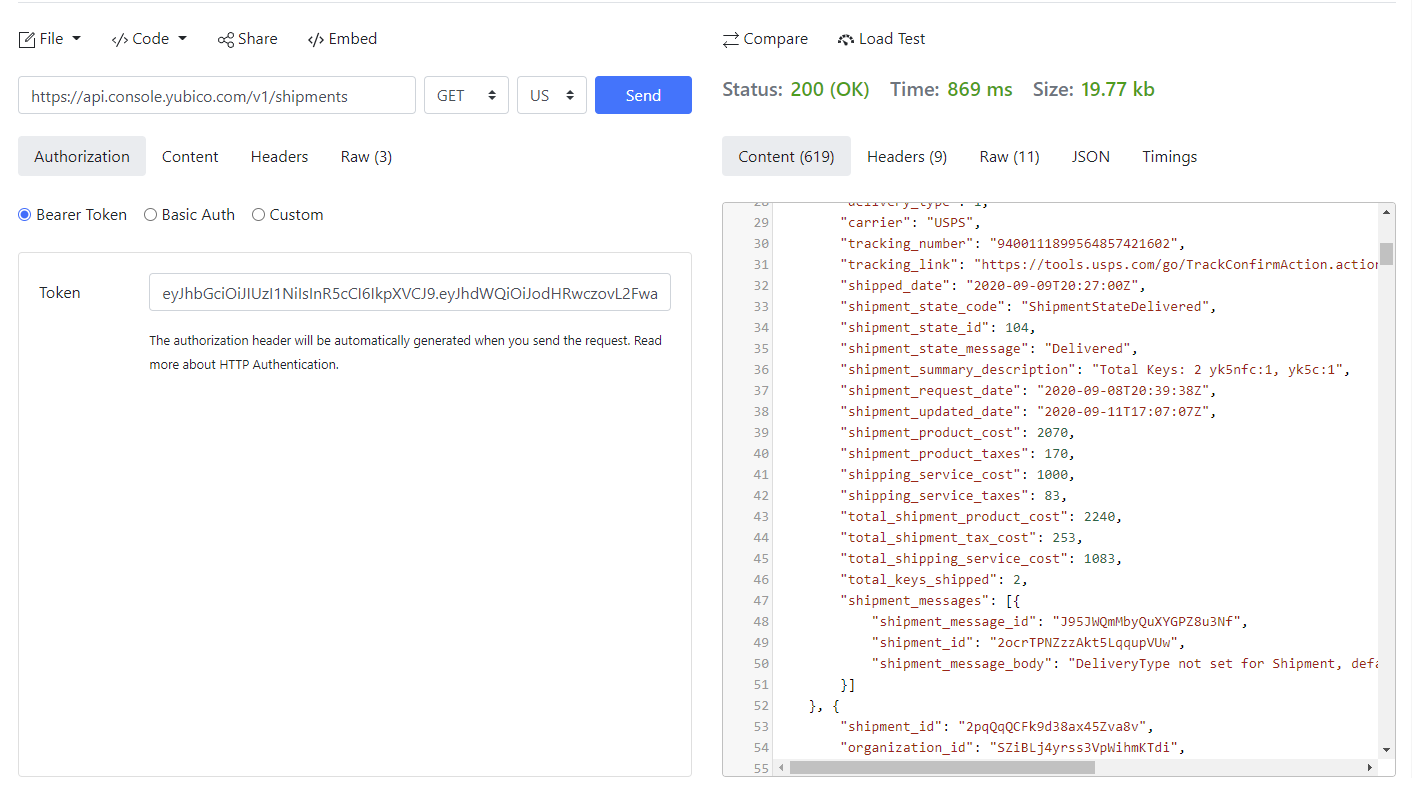 File Code Share Embed
Compare Load Test
https://api.console.yubico.com/v1/shipments GET US Send
Status: 200 (OK) Time: 869 ms Size: 19.77 kb
Authorization Content Headers Raw (3)
Content (619) Headers (9) Raw (11) JSON Timings
Bearer Token Basic Auth Custom
Token eyJhbGciOiJIUzI1NiIsInR5cCI6IkpXVCJ9.eyJhdWQiOiJodHRwczovL2Fwa
The authorization header will be automatically generated when you send the request. Read
more about HTTP Authentication.
28 "delivery_type": 1,
29 "carrier": "USPS",
30 "tracking_number": "9400111899564857421602",
31 "tracking_link": "https://tools.usps.com/go/TrackConfirmAction.action
32 "shipped_date": "2020-09-09T20:27:00Z",
33 "shipment_state_code": "ShipmentStateDelivered",
34 "shipment_state_id": 104,
35 "shipment_state_message": "Delivered",
36 "shipment_summary_description": "Total Keys: 2 yk5nfc:1, yk5c:1",
37 "shipment_request_date": "2020-09-08T20:39:38Z",
38 "shipment_updated_date": "2020-09-11T17:07:07Z",
39 "shipment_product_cost": 2070,
40 "shipment_product_taxes": 170,
41 "shipping_service_cost": 1000,
42 "shipping_service_taxes": 83,
43 "total_shipment_product_cost": 2240,
44 "total_shipment_tax_cost": 253,
45 "total_shipping_service_cost": 1083,
46 "total_keys_shipped": 2,
47 "shipment_messages": [{
48 "shipment_message_id": "J95JWQmMbyQuXYGPZ8u3Nf",
49 "shipment_id": "2ocrTPNZzzAkt5LqqupVUw",
50 "shipment_message_body": "DeliveryType not set for Shipment, defa
51 }]
52 }, {
53 "shipment_id": "2pqQqQCFk9d38ax45Zva8v",
54 "organization_id": "SZiBLj4yrss3VpWihmKTdi",
55